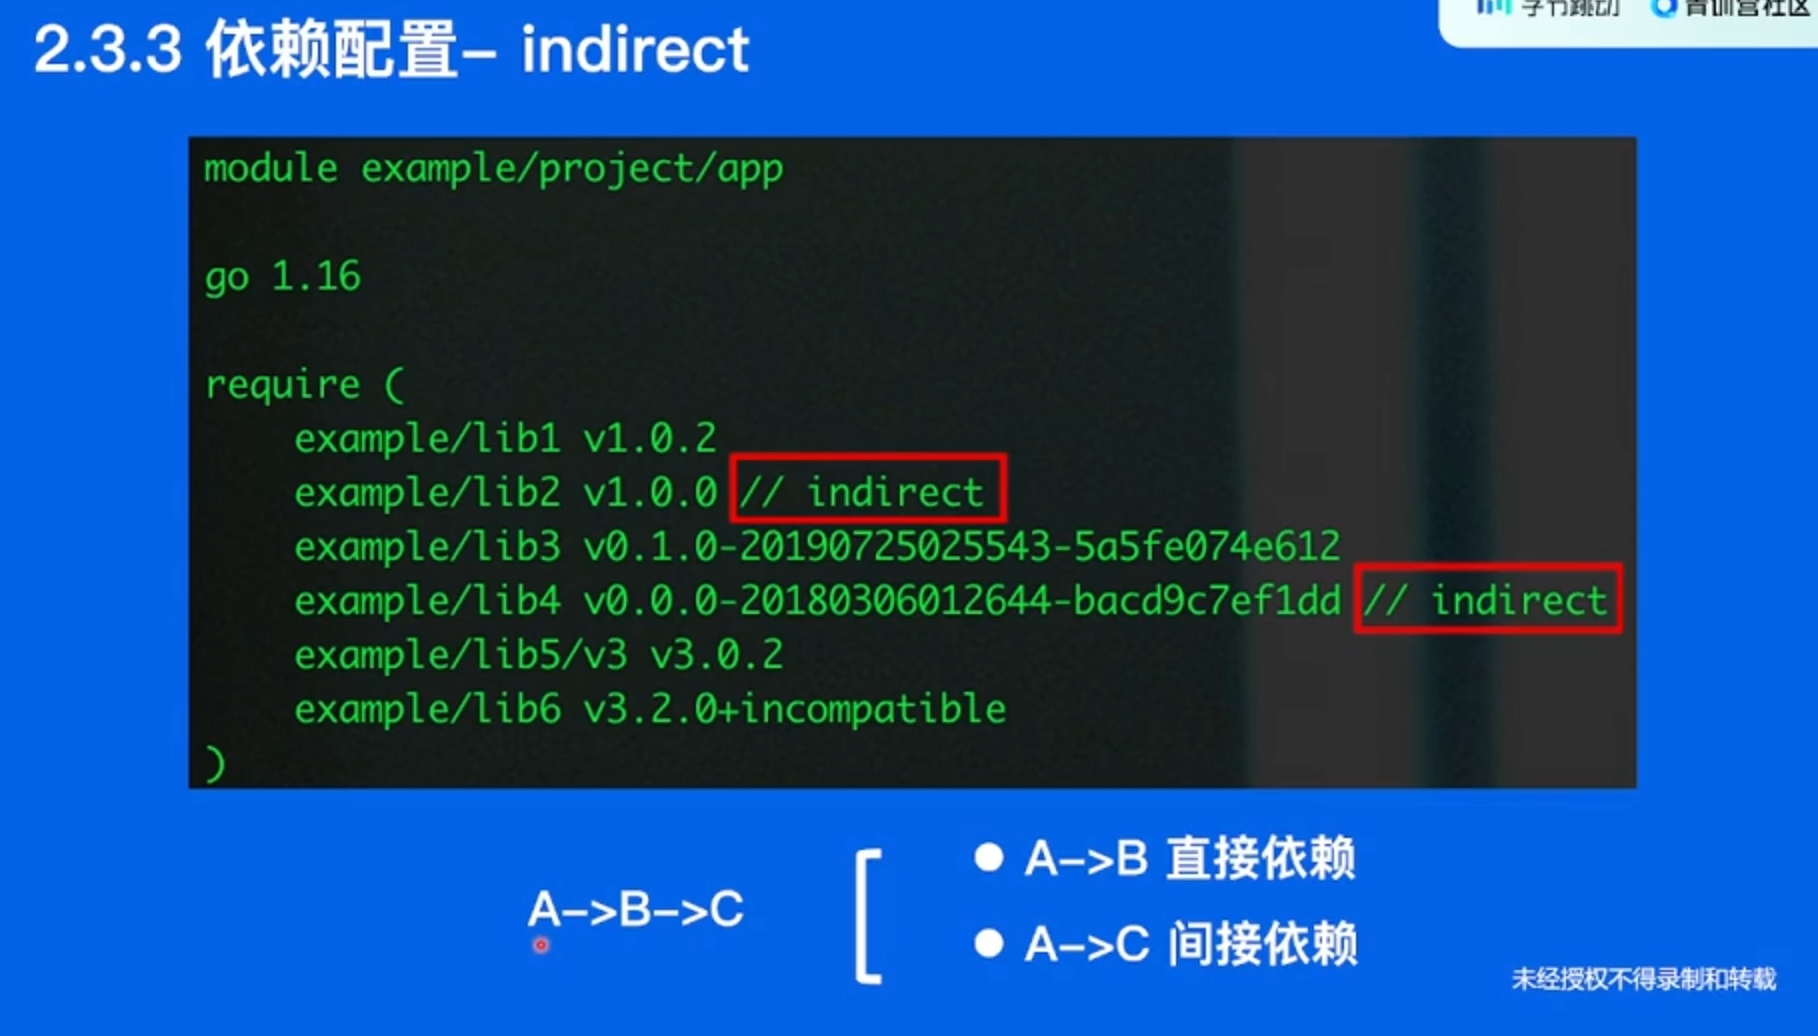 字节跳动 青训营社区
2.3.3 依赖配置– indirect
module example/project/app
go 1.16
require (
example/lib1 v1.0.2
example/lib2 v1.0.0 // indirect
example/lib3 v0.1.0-20190725025543-5a5fe074e612
example/lib4 v0.0.0-20180306012644-bacd9c7ef1dd // indirect
example/lib5/v3 v3.0.2
example/lib6 v3.2.0+incompatible
)
A–>B–>C
● A–>B 直接依赖
● A–>C 间接依赖
未经授权不得录制和转载